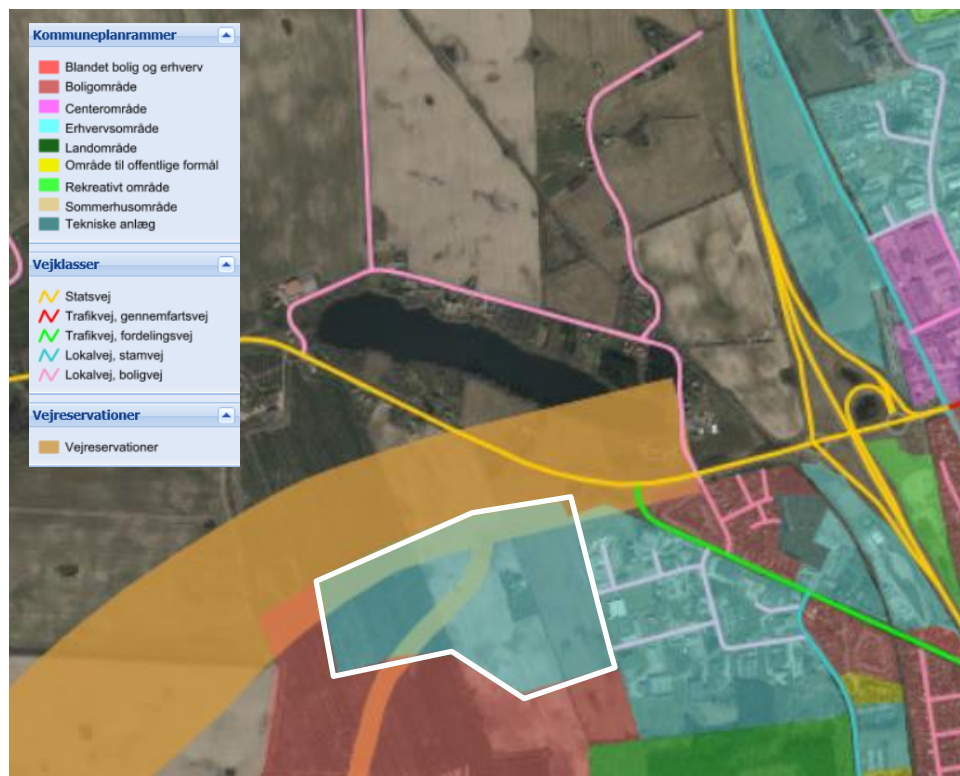 Kommuneplanrammer
Blandet bolig og erhverv
Boligområde
Centerområde
Erhvervsområde
Landområde
Område til offentlige formål
Rekreativt område
Sommerhusområde
Tekniske anlæg
Vejklasser
Statsvej
Trafikvej, gennemfartsvej
Trafikvej, fordelingsvej
Lokalvej, stamvej
Lokalvej, boligvej
Vejreservationer
Vejreservationer